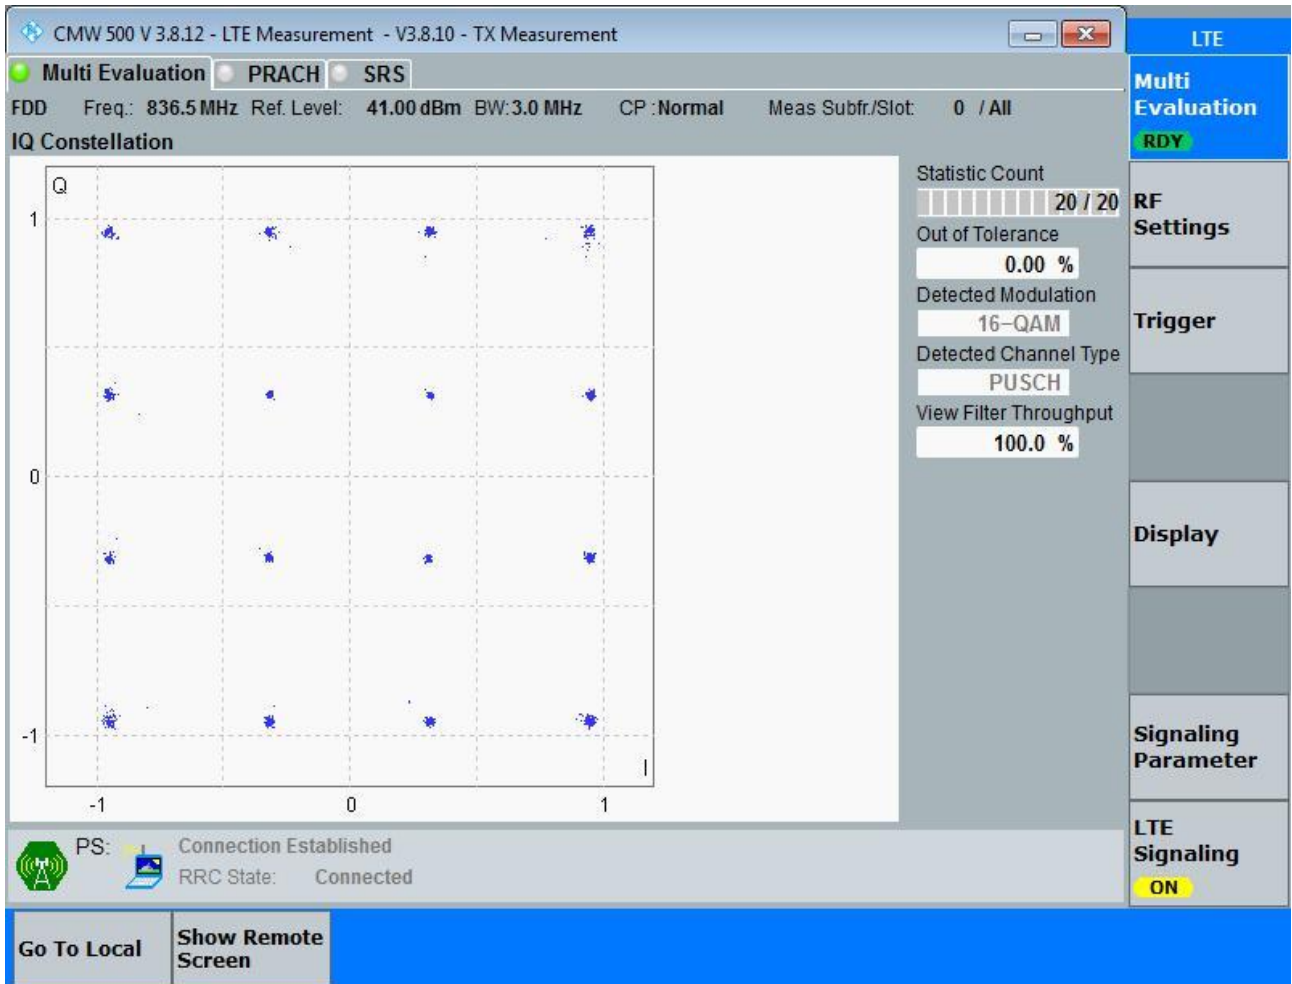 CMW 500 V 3.8.12 - LTE Measurement - V3.8.10 - TX Measurement
LTE
Multi Evaluation PRACH SRS
FDD Freq.: 836.5 MHz Ref. Level: 41.00 dBm BW: 3.0 MHz CP : Normal Meas Subfr./Slot: 0 / All
IQ Constellation
Q
1
0
-1
I
-1 0 1
Statistic Count
20 / 20
Out of Tolerance
0.00 %
Detected Modulation
16-QAM
Detected Channel Type
PUSCH
View Filter Throughput
100.0 %
Multi
Evaluation
RDY
RF
Settings
Trigger
Display
Signaling
Parameter
LTE
Signaling
ON
PS: Connection Established
RRC State: Connected
Go To Local
Show Remote
Screen